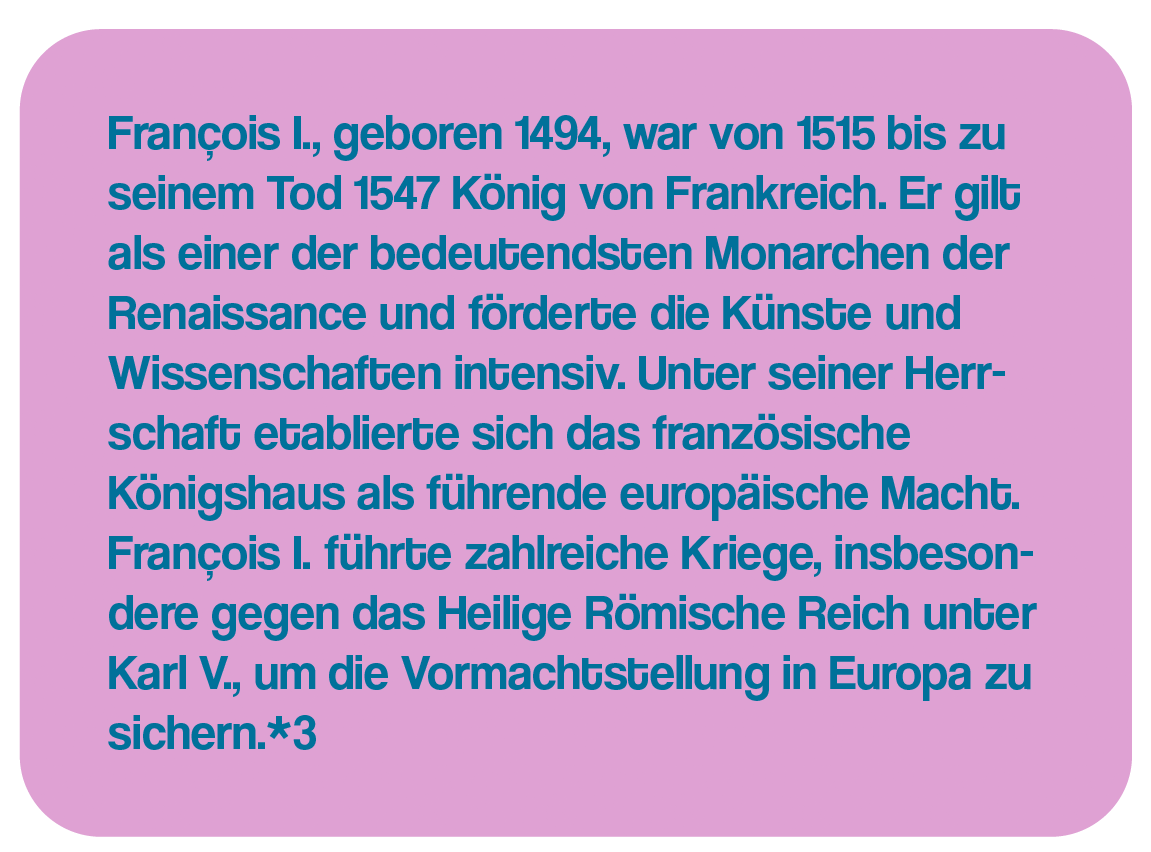 François I., geboren 1494, war von 1515 bis zu
seinem Tod 1547 König von Frankreich. Er gilt
als einer der bedeutendsten Monarchen der
Renaissance und förderte die Künste und
Wissenschaften intensiv. Unter seiner Herr-
schaft etablierte sich das französische
Königshaus als führende europäische Macht.
François I. führte zahlreiche Kriege, insbeson-
dere gegen das Heilige Römische Reich unter
Karl V., um die Vormachtstellung in Europa zu
sichern.*3